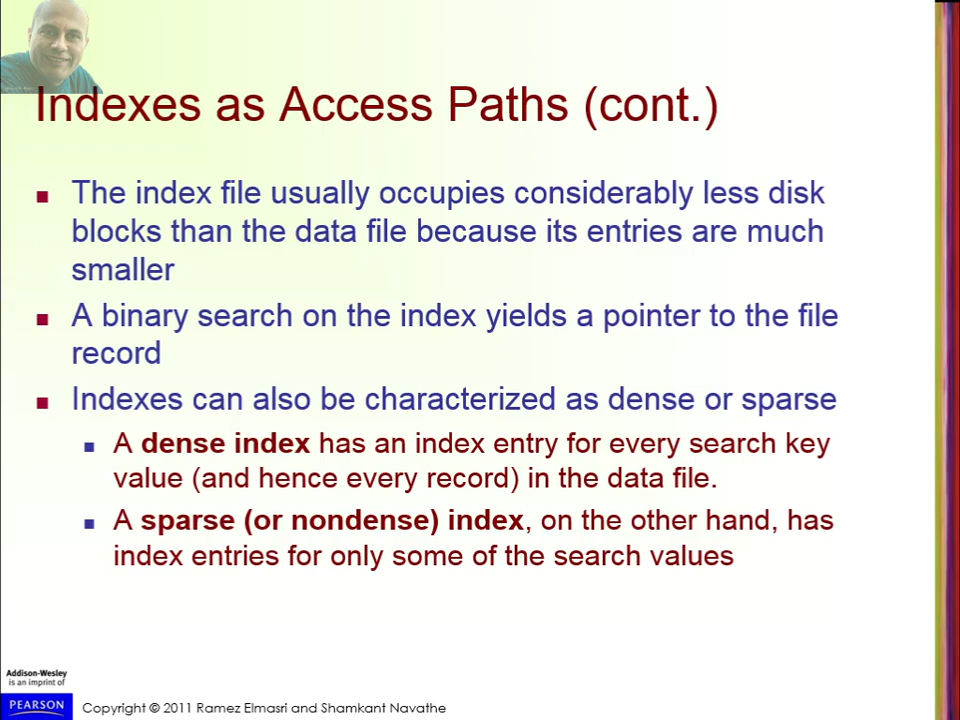 Indexes as Access Paths (cont.)
The index file usually occupies considerably less disk
blocks than the data file because its entries are much
smaller
A binary search on the index yields a pointer to the file
record
Indexes can also be characterized as dense or sparse
A dense index has an index entry for every search key
value (and hence every record) in the data file.
A sparse (or nondense) index, on the other hand, has
index entries for only some of the search values
Addison-Wesley
is an imprint of
PEARSON
Copyright © 2011 Ramez Elmasri and Shamkant Navathe